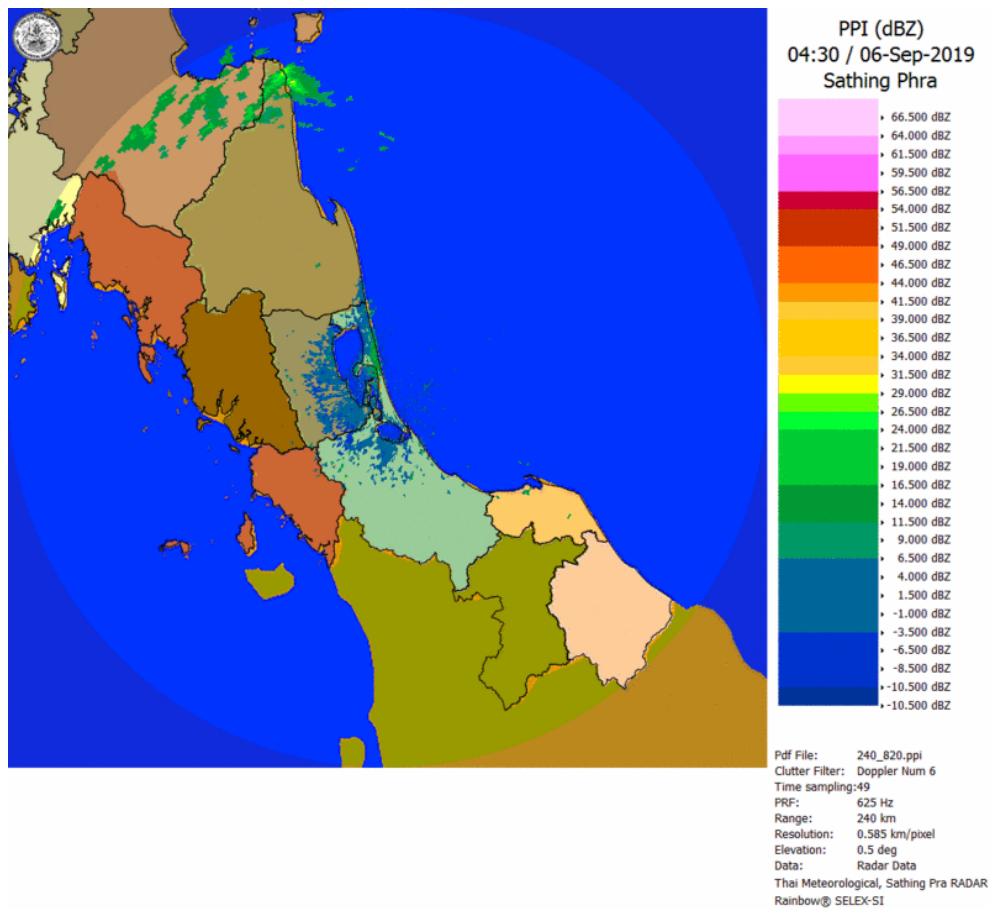 PPI (dBZ)
04:30 / 06-Sep-2019
Sathing Phra
66.500 dBZ
64.000 dBZ
61.500 dBZ
59.500 dBZ
56.500 dBZ
54.000 dBZ
51.500 dBZ
49.000 dBZ
46.500 dBZ
44.000 dBZ
41.500 dBZ
39.000 dBZ
36.500 dBZ
34.000 dBZ
31.500 dBZ
29.000 dBZ
26.500 dBZ
24.000 dBZ
21.500 dBZ
19.000 dBZ
16.500 dBZ
14.000 dBZ
11.500 dBZ
9.000 dBZ
6.500 dBZ
4.000 dBZ
1.500 dBZ
-1.000 dBZ
-3.500 dBZ
-6.500 dBZ
-8.500 dBZ
-10.500 dBZ
-10.500 dBZ
Pdf File: 240_820.ppi
Clutter Filter: Doppler Num 6
Time sampling:49
PRF: 625 Hz
Range: 240 km
Resolution: 0.585 km/pixel
Elevation: 0.5 deg
Data: Radar Data
Thai Meteorological, Sathing Pra RADAR
Rainbow® SELEX-SI